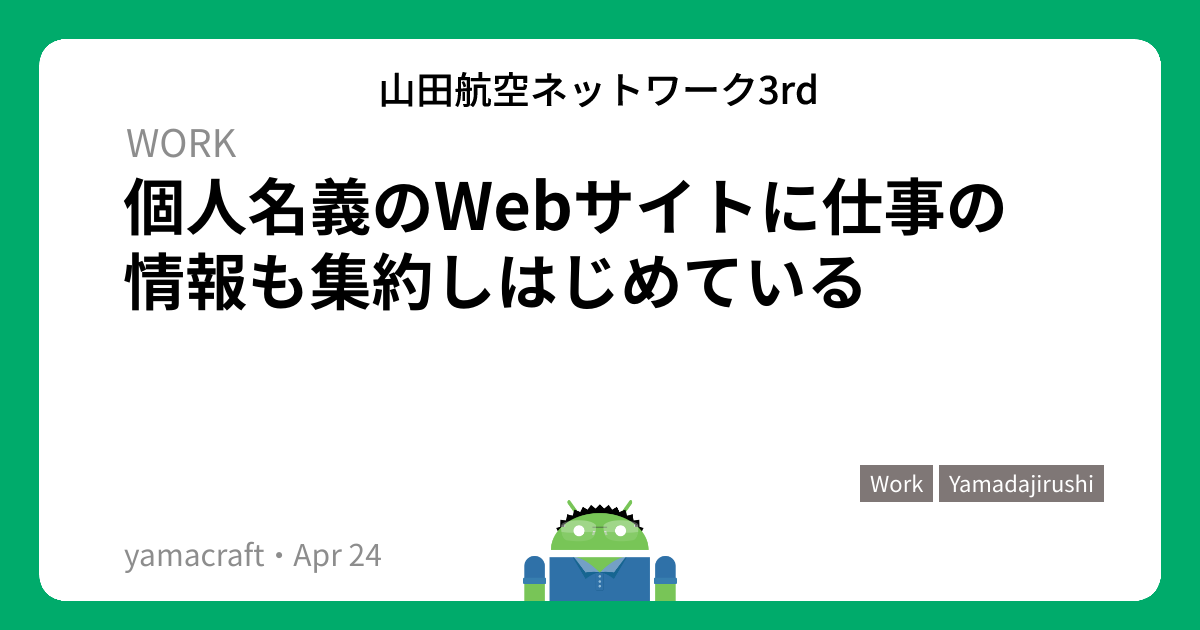 山田航空ネットワーク3rd
WORK
個人名義のWebサイトに仕事の
情報も集約しはじめている
Work Yamadajirushi
yamacraft・Apr 24